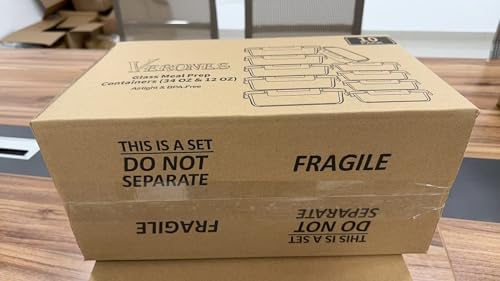 VERONES
Glass Meal Prep
Containers (34 OZ & 12 OZ)
Airtight & BPA-Free
10
THIS IS A SET
DO NOT
SEPARATE
FRAGILE
FRAGILE
THIS IS A SET
DO NOT
SEPARATE